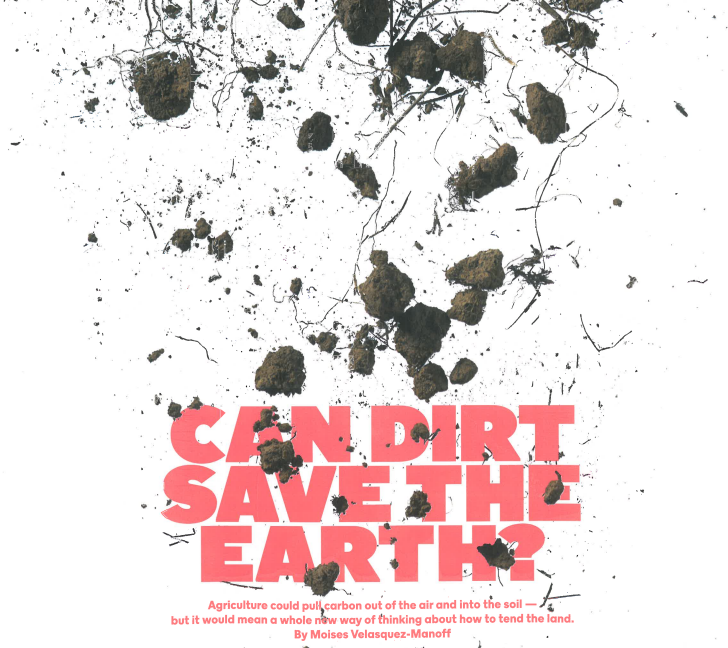 CAN DIRT
SAVE THE
EARTH?
Agriculture could pull carbon out of the air and into the soil —
but it would mean a whole new way of thinking about how to tend the land.
By Moises Velasquez-Manoff